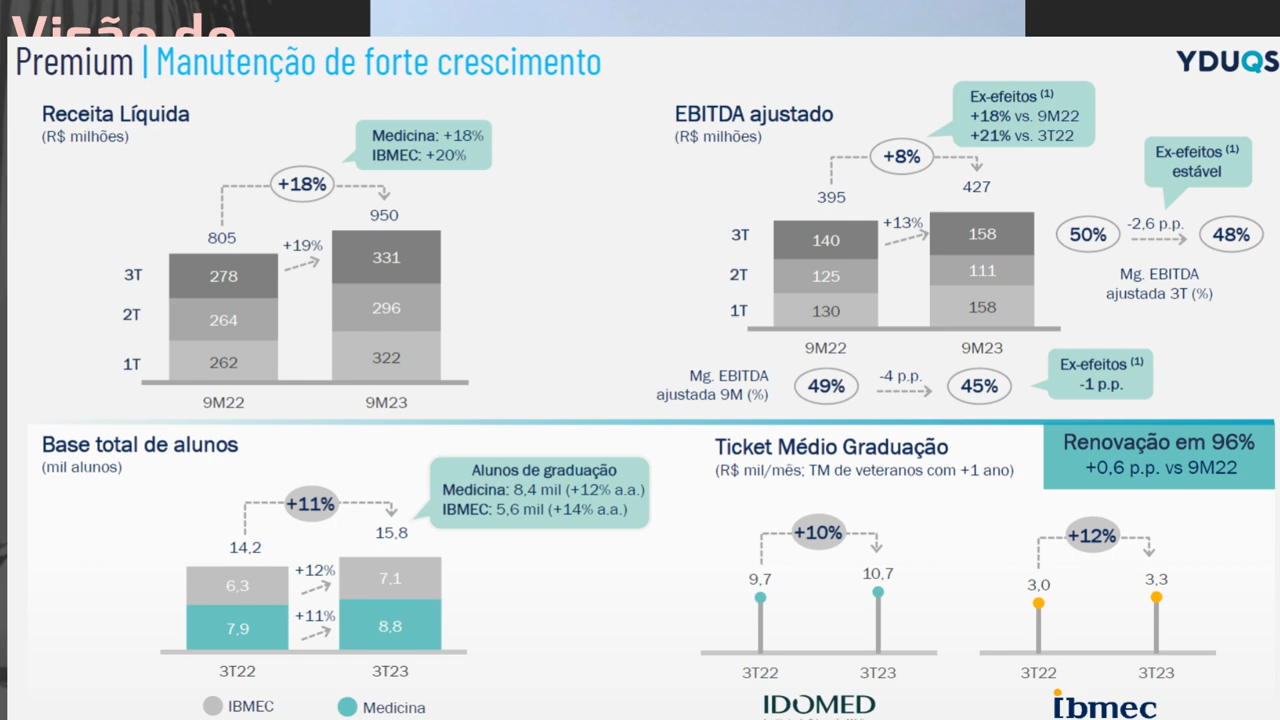 Visão do
Premium | Manutenção de forte crescimento
YDUQS
Receita Líquida
(R$ milhões)
Medicina: +18%
IBMEC: +20%
+18%
805
950
+19%
3T
278
331
2T
264
296
1T
262
322
9M22
9M23
EBITDA ajustado
(R$ milhões)
Ex-efeitos (1)
+18% vs. 9M22
+21% vs. 3T22
+8%
395
427
+13%
3T
140
158
2T
125
111
1T
130
158
9M22
9M23
Ex-efeitos (1)
estável
50%
-2,6 p.p.
48%
Mg. EBITDA
ajustada 3T (%)
Mg. EBITDA
ajustada 9M (%)
49%
-4 p.p.
45%
Ex-efeitos (1)
-1 p.p.
Base total de alunos
(mil alunos)
Alunos de graduação
Medicina: 8,4 mil (+12% a.a.)
IBMEC: 5,6 mil (+14% a.a.)
+11%
14,2
15,8
+12%
6,3
7,1
+11%
7,9
8,8
3T22
3T23
IBMEC
Medicina
Ticket Médio Graduação
(R$ mil/mês; TM de veteranos com +1 ano)
Renovação em 96%
+0,6 p.p. vs 9M22
+10%
9,7
10,7
3T22
3T23
IDOMED
+12%
3,0
3,3
3T22
3T23
ibmec